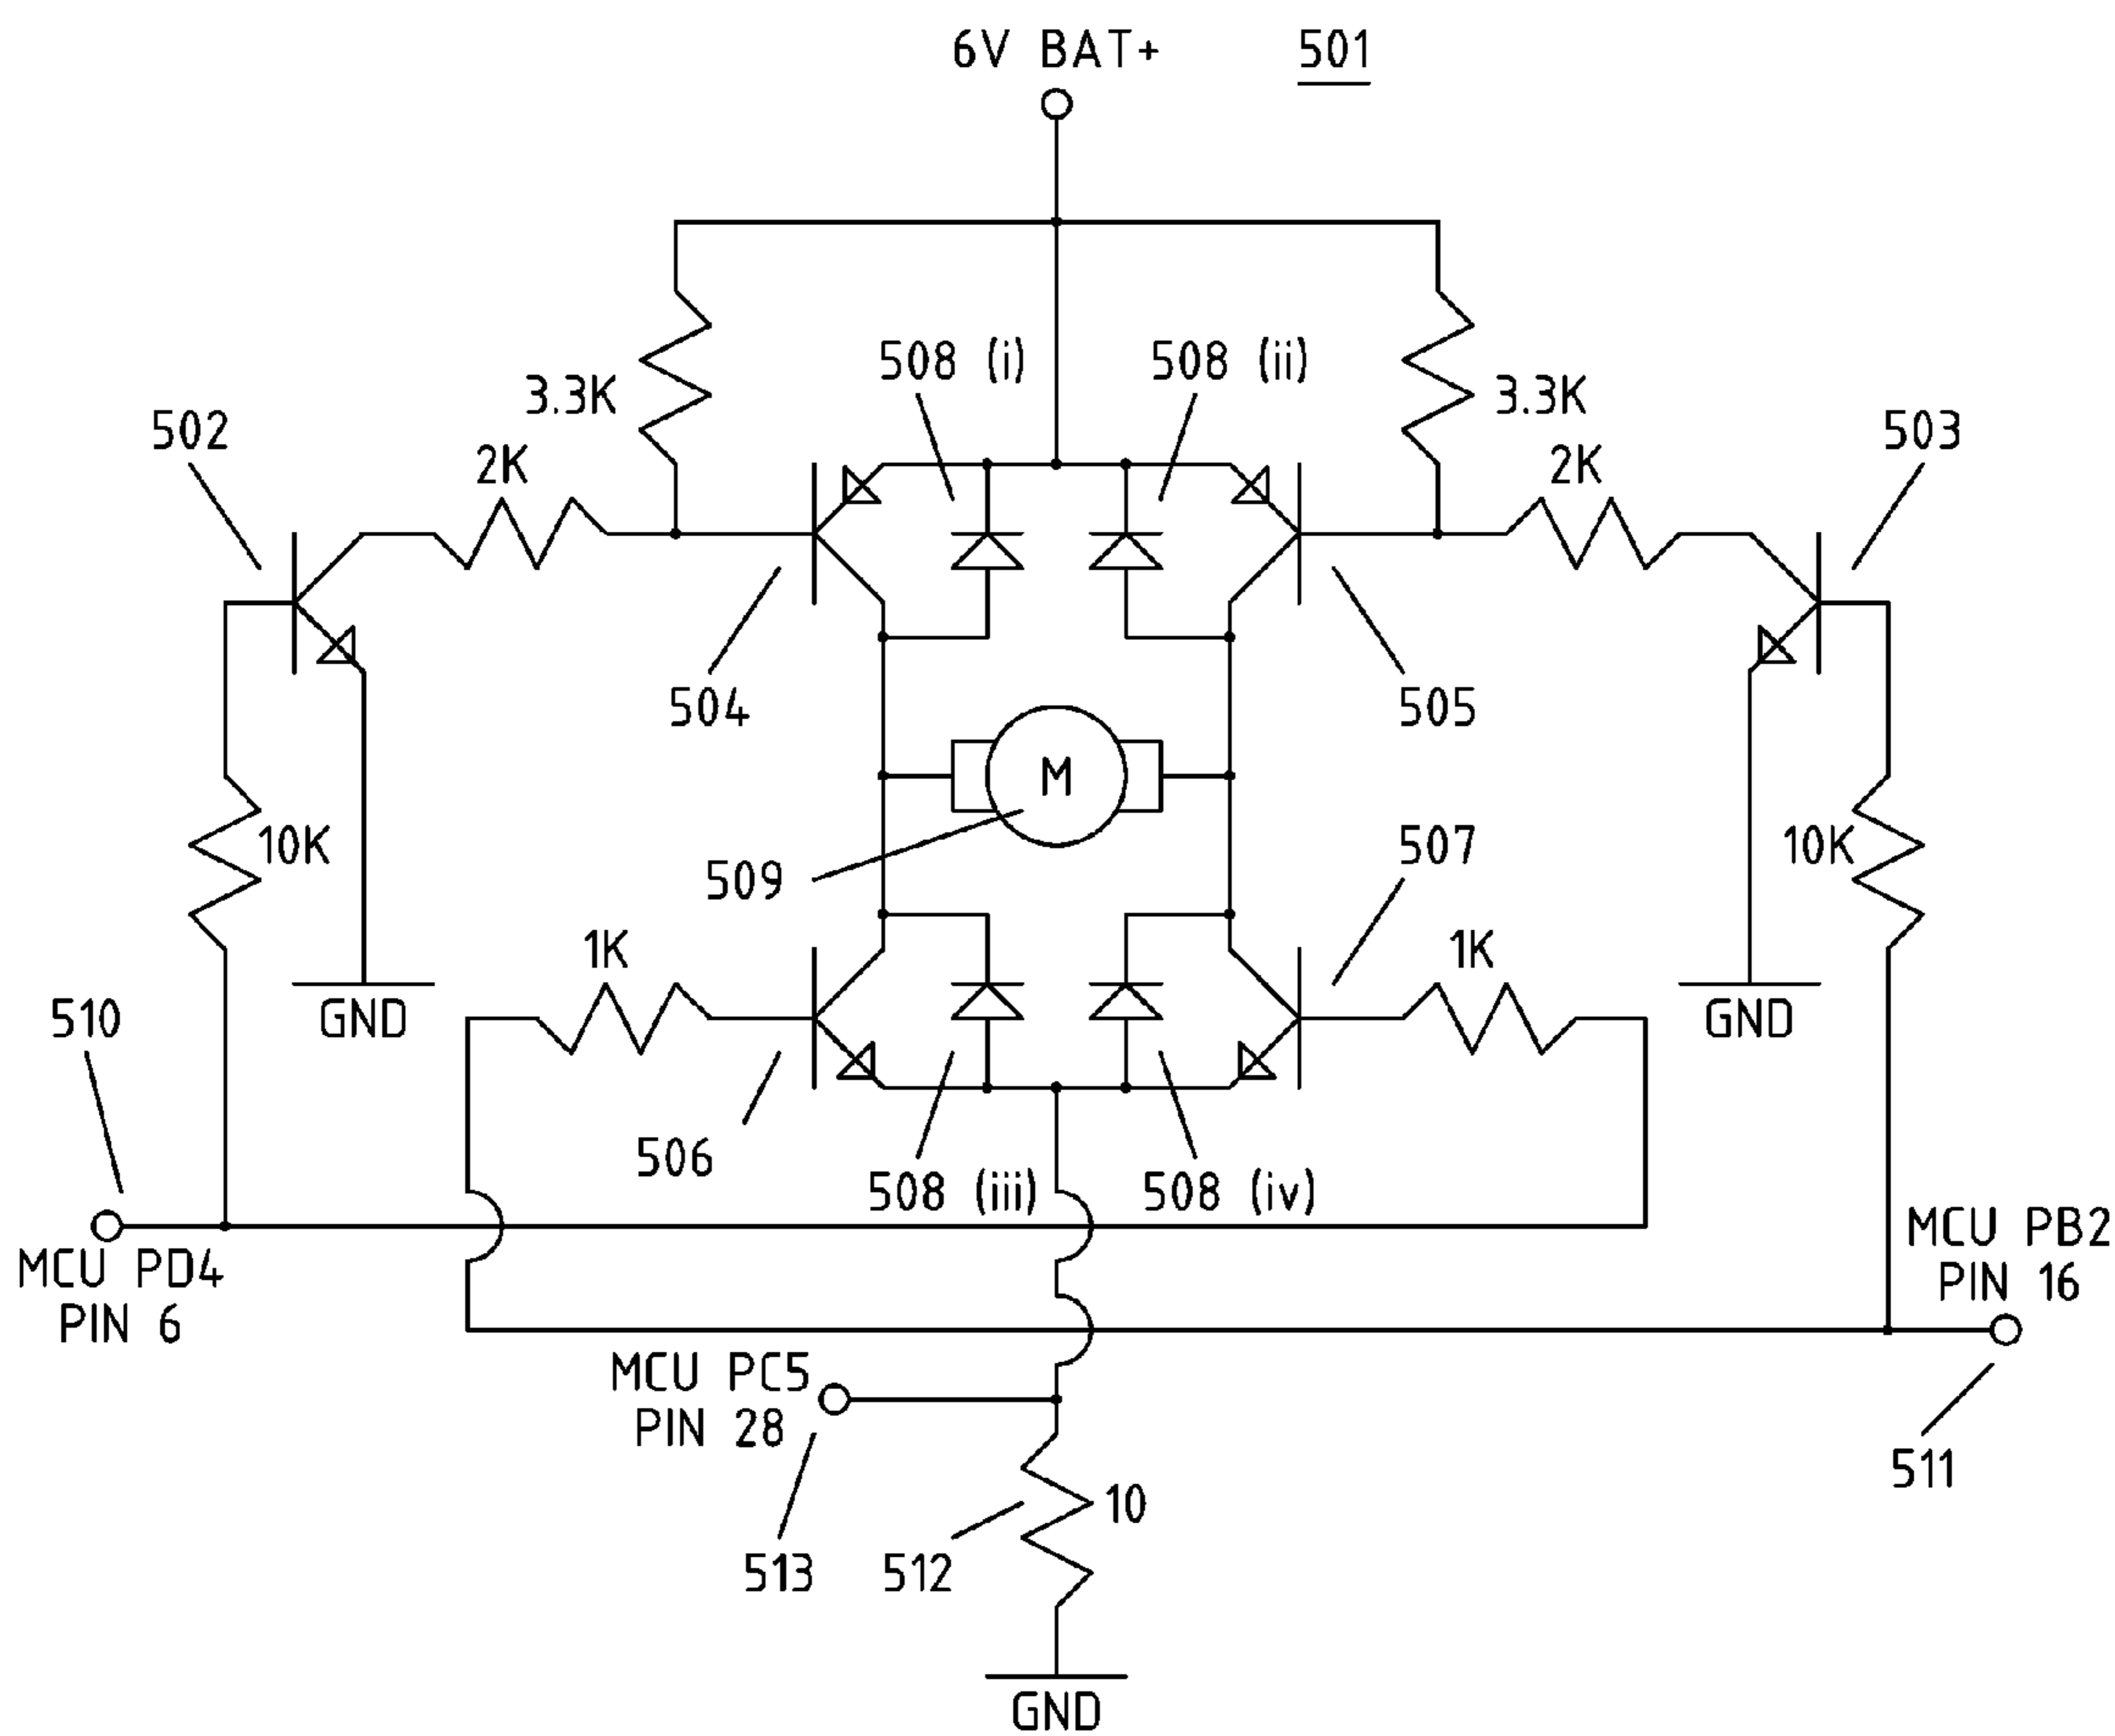 6V BAT+
501
508 (i)
508 (ii)
3.3K
3.3K
502
503
2K
2K
504
505
M
10K
10K
507
509
1K
1K
510
GND
GND
506
508 (iii)
508 (iv)
MCU PD4
PIN 6
MCU PB2
PIN 16
MCU PC5
PIN 28
511
10
513
512
GND